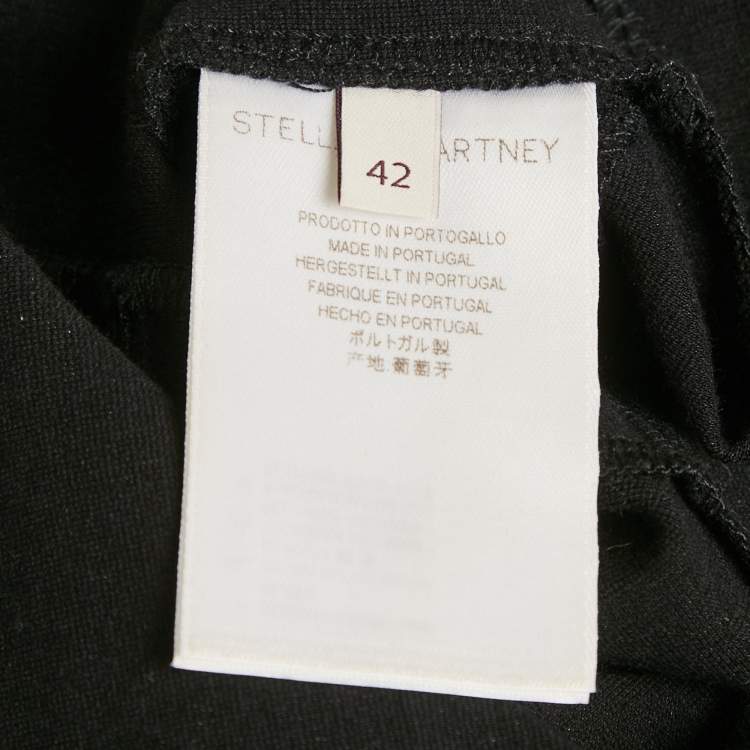 STELL ARTNEY
42
PRODOTTO IN PORTOGALLO
MADE IN PORTUGAL
HERGESTELLT IN PORTUGAL
FABRIQUE EN PORTUGAL
HECHO EN PORTUGAL
ポルトガル製
产地:葡萄牙